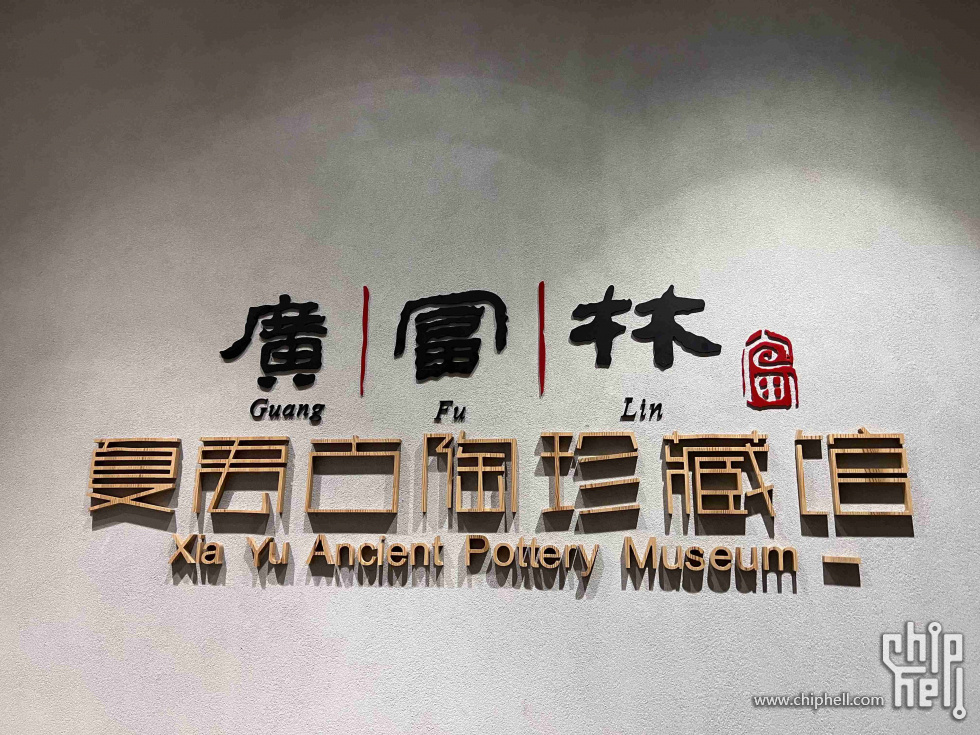 廣富林
Guang Fu Lin
夏禹古陶珍藏馆
Xia Yu Ancient Pottery Museum
chip
hell
www.chiphell.com